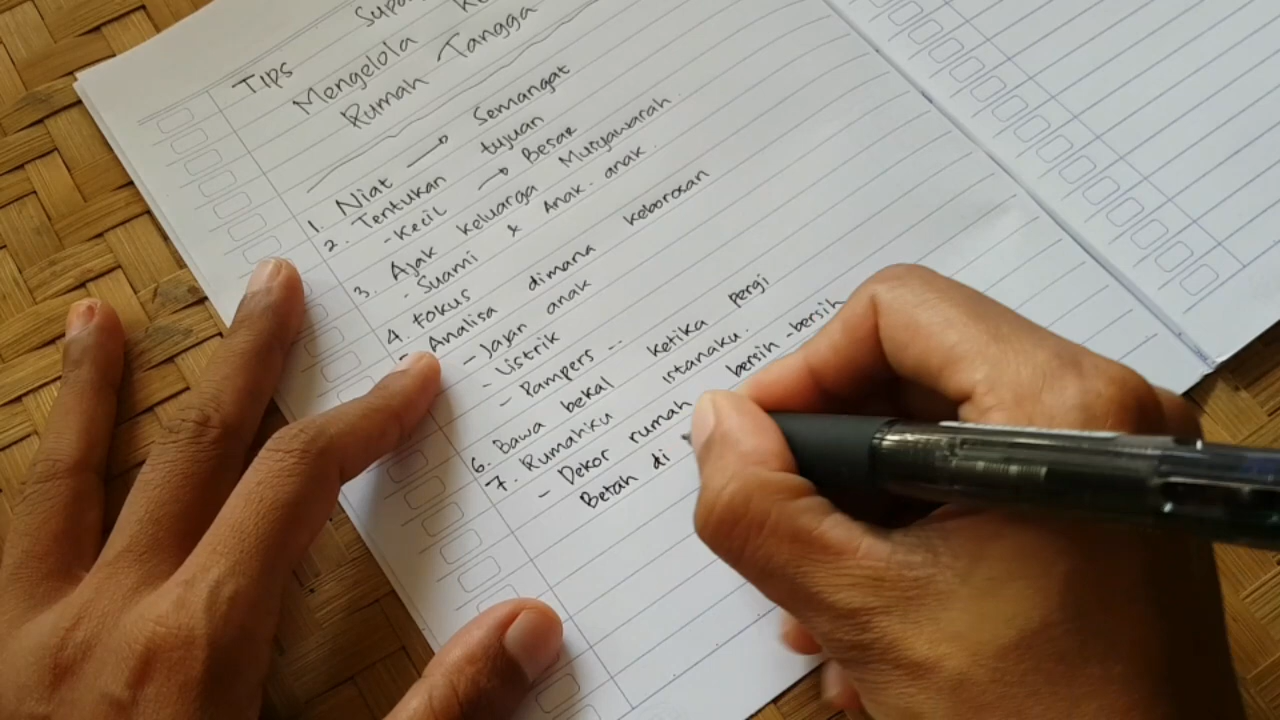 TIPS
Mengelola
Rumah Tangga
1. Niat → Semangat
2. Tentukan tujuan
- Kecil → Besar
3. Ajak keluarga Musyawarah
- Suami & Anak-anak.
4. fokus
Analisa dimana keborosan
- Jajan anak
- Listrik
- Pampers ..
6. Bawa bekal ketika pergi
7. Rumahku istanaku.
- Dekor rumah bersih-bersih
Betah di